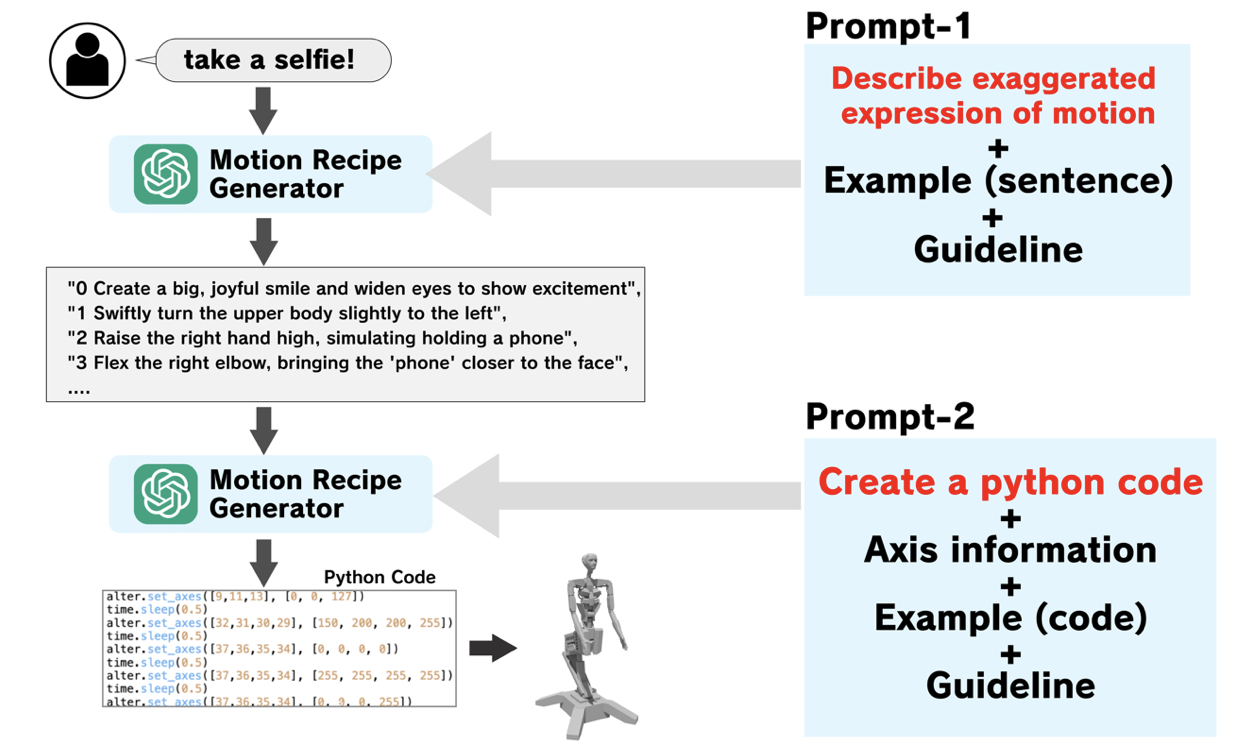 take a selfie!
Motion Recipe
Generator
"0 Create a big, joyful smile and widen eyes to show excitement",
"1 Swiftly turn the upper body slightly to the left",
"2 Raise the right hand high, simulating holding a phone",
"3 Flex the right elbow, bringing the 'phone' closer to the face",
....
Motion Recipe
Generator
Python Code
alter.set_axes([9,11,13], [0, 0, 127])
time.sleep(0.5)
alter.set_axes([32,31,30,29], [150, 200, 200, 255])
time.sleep(0.5)
alter.set_axes([37,36,35,34], [0, 0, 0, 0])
time.sleep(0.5)
alter.set_axes([37,36,35,34], [255, 255, 255, 255])
time.sleep(0.5)
alter.set_axes([37,36,35,34], [0, 0, 0, 255])
Prompt-1
Describe exaggerated
expression of motion
+
Example (sentence)
+
Guideline
Prompt-2
Create a python code
+
Axis information
+
Example (code)
+
Guideline